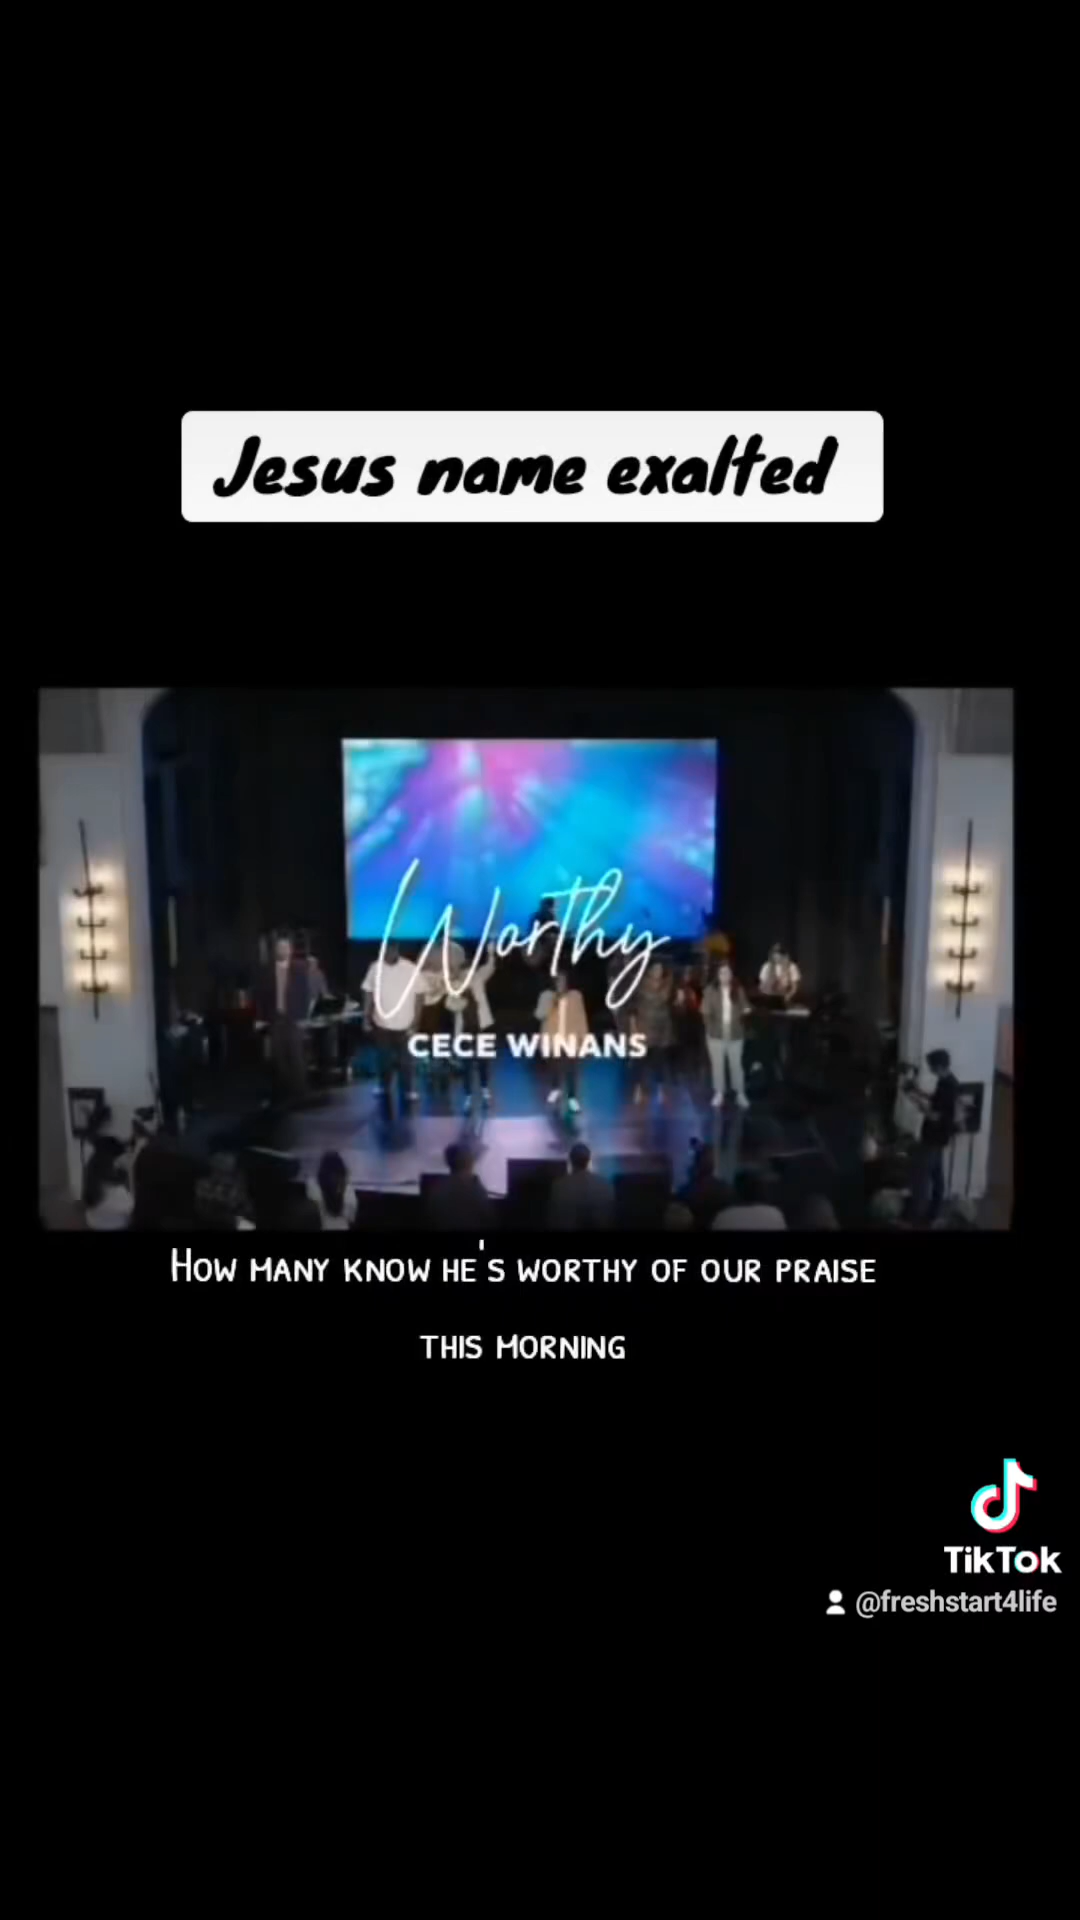 Jesus name exalted
Worthy
CECE WINANS
HOW MANY KNOW HE'S WORTHY OF OUR PRAISE
THIS MORNING
TikTok
@freshstart4life